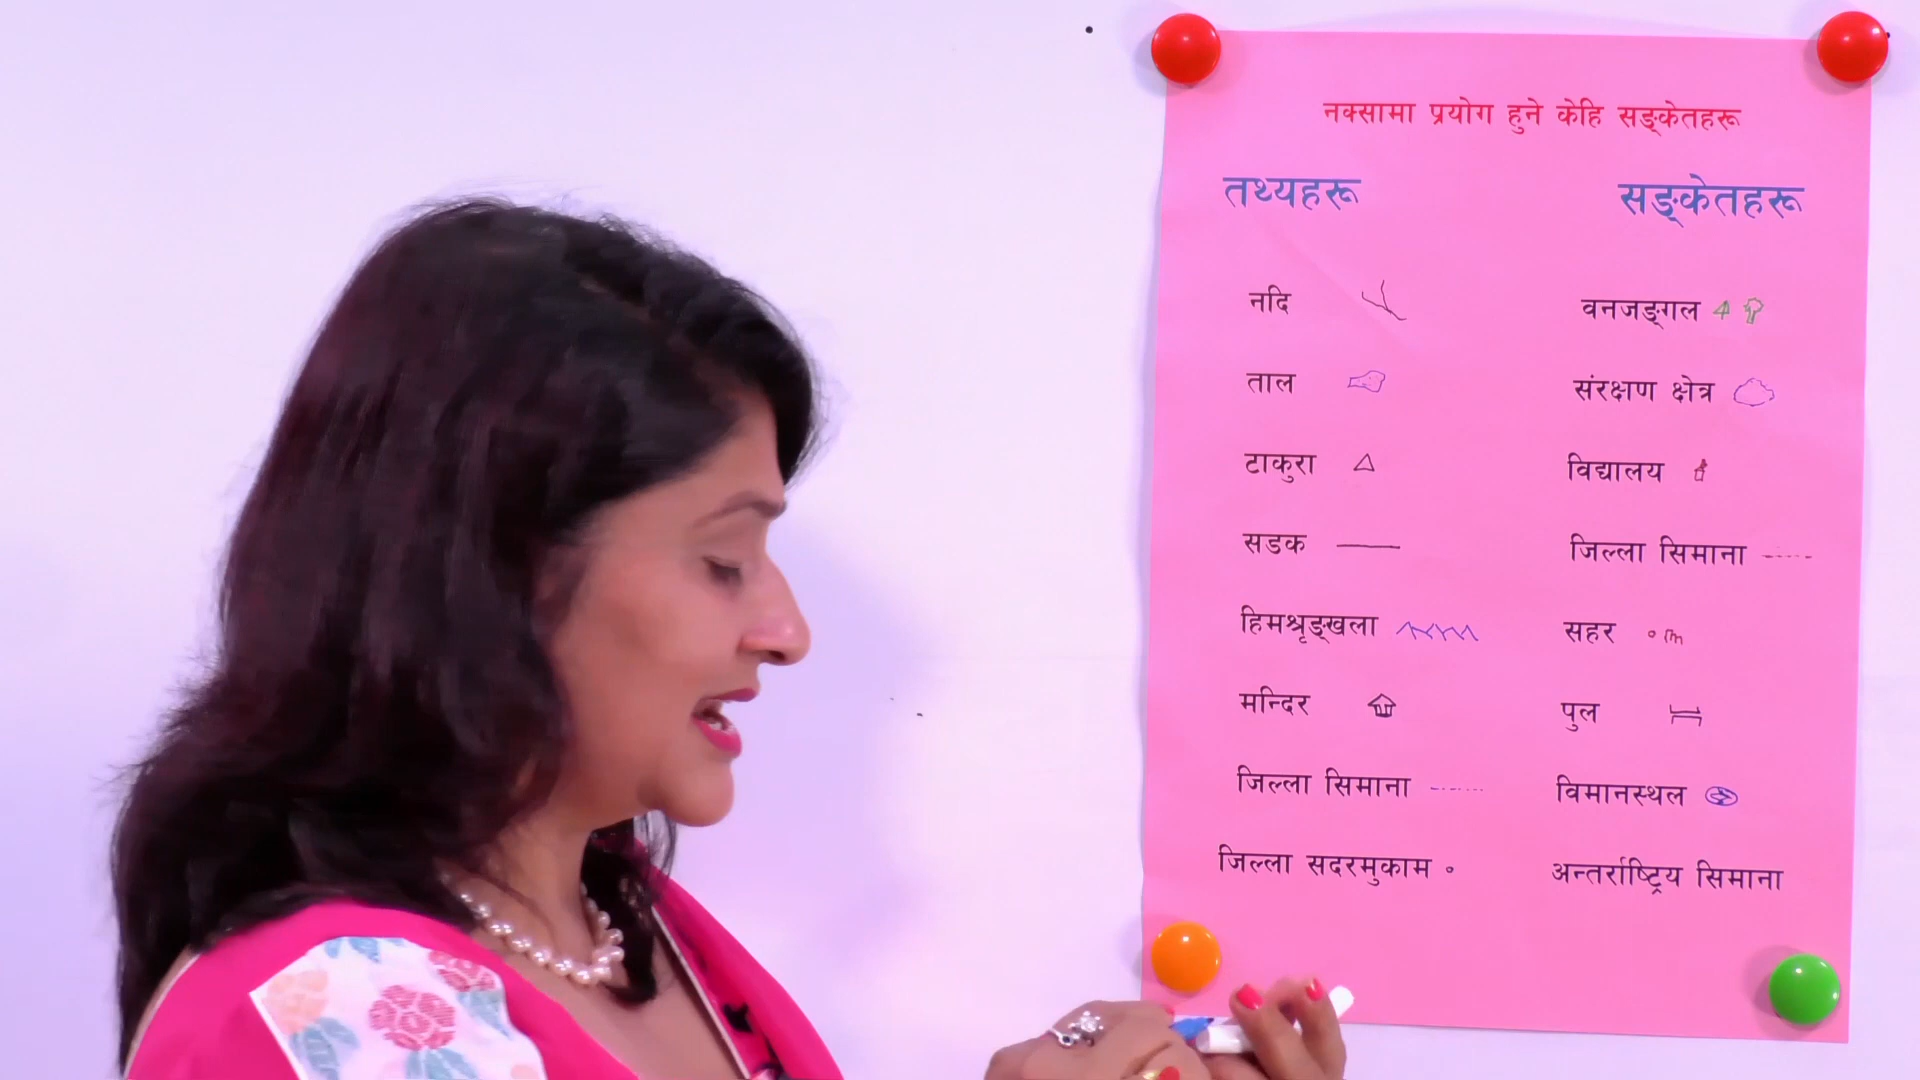 नक्सामा प्रयोग हुने केहि सङ्केतहरू
तथ्यहरू सङ्केतहरू
नदि वनजङ्गल
ताल संरक्षण क्षेत्र
टाकुरा विद्यालय
सडक जिल्ला सिमाना
हिमश्रृङ्खला सहर
मन्दिर पुल
जिल्ला सिमाना विमानस्थल
जिल्ला सदरमुकाम अन्तर्राष्ट्रिय सिमाना